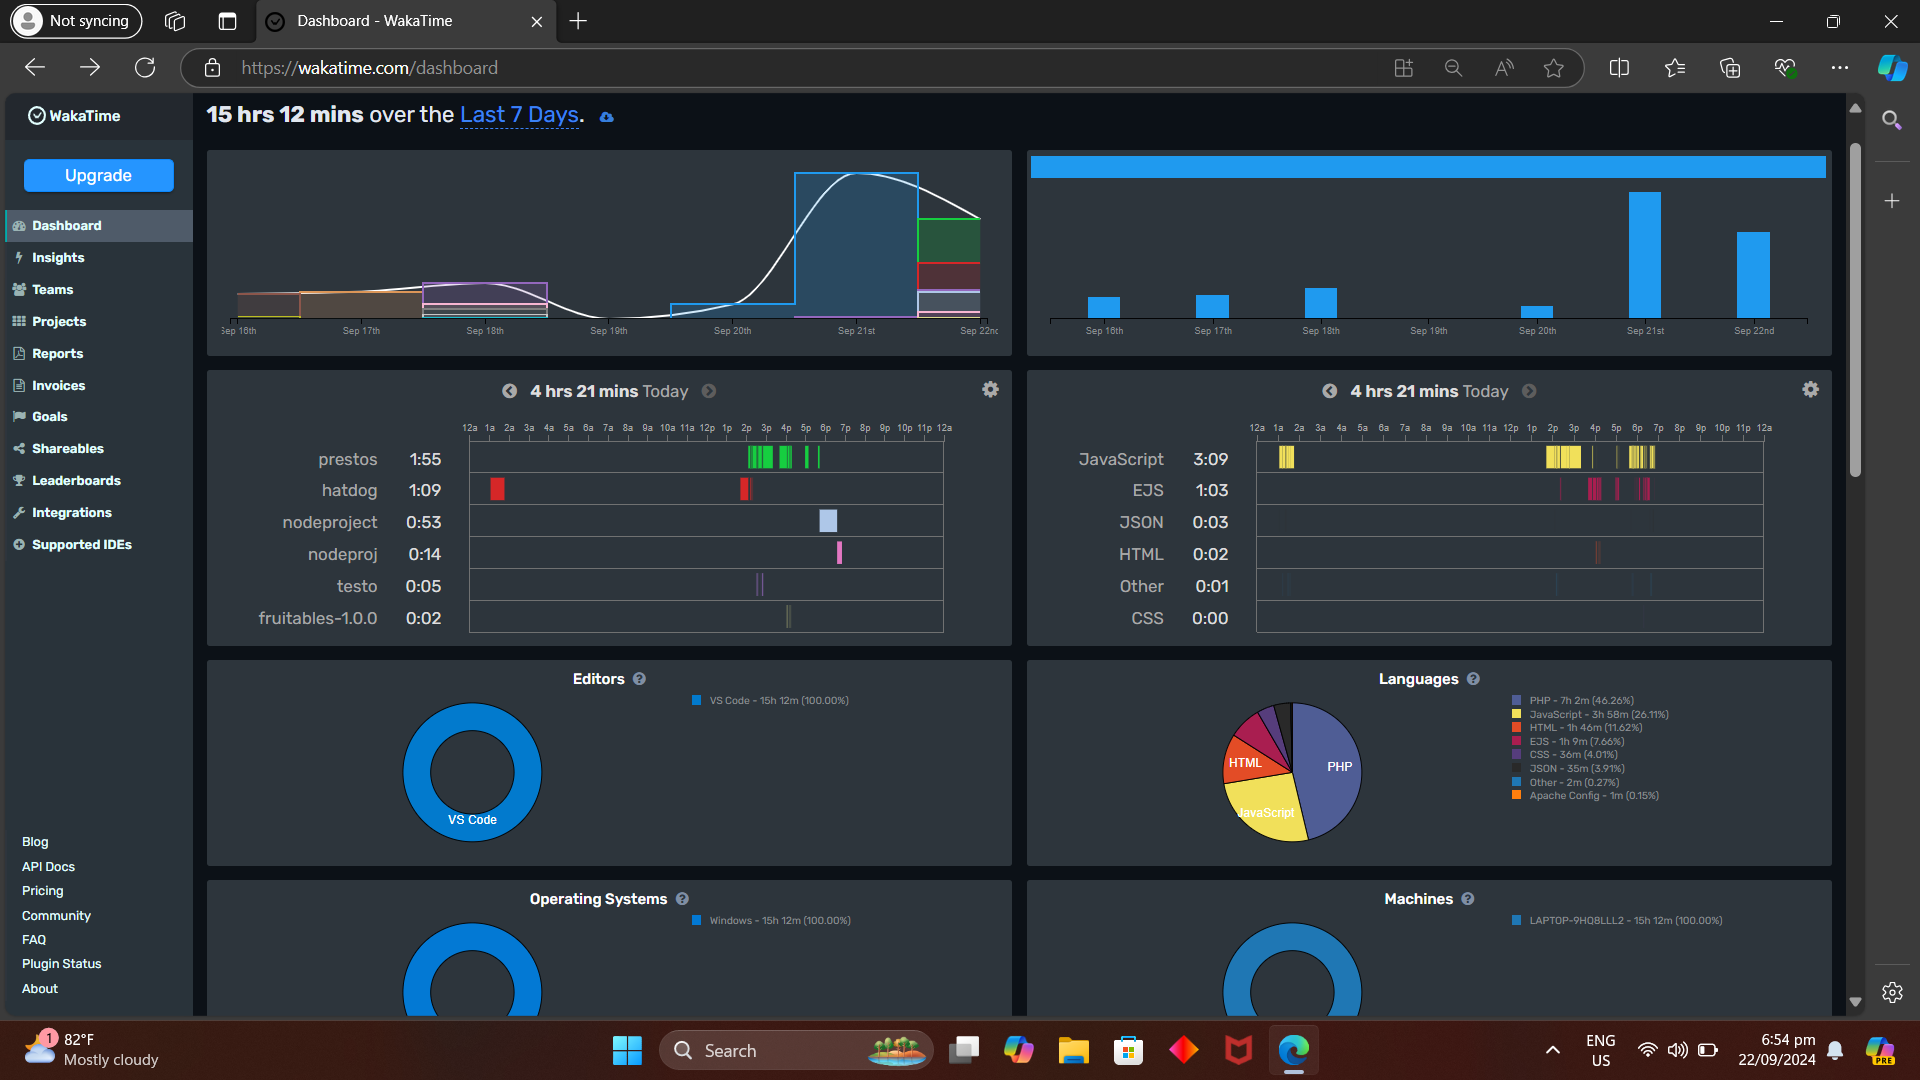 Not syncing
Dashboard - WakaTime
https://wakatime.com/dashboard
WakaTime
Upgrade
Dashboard
Insights
Teams
Projects
Reports
Invoices
Goals
Shareables
Leaderboards
Integrations
Supported IDEs
Blog
API Docs
Pricing
Community
FAQ
Plugin Status
About
15 hrs 12 mins over the Last 7 Days.
Sep 16th Sep 17th Sep 18th Sep 19th Sep 20th Sep 21st Sep 22nd
Sep 16th Sep 17th Sep 18th Sep 19th Sep 20th Sep 21st Sep 22nd
4 hrs 21 mins Today
12a 1a 2a 3a 4a 5a 6a 7a 8a 9a 10a 11a 12p 1p 2p 3p 4p 5p 6p 7p 8p 9p 10p 11p 12a
prestos 1:55
hatdog 1:09
nodeproject 0:53
nodeproj 0:14
testo 0:05
fruitables-1.0.0 0:02
4 hrs 21 mins Today
12a 1a 2a 3a 4a 5a 6a 7a 8a 9a 10a 11a 12p 1p 2p 3p 4p 5p 6p 7p 8p 9p 10p 11p 12a
JavaScript 3:09
EJS 1:03
JSON 0:03
HTML 0:02
Other 0:01
CSS 0:00
Editors
VS Code - 15h 12m (100.00%)
VS Code
Languages
PHP - 7h 2m (46.26%)
JavaScript - 3h 58m (26.11%)
HTML - 1h 46m (11.62%)
EJS - 1h 9m (7.66%)
CSS - 36m (4.01%)
JSON - 35m (3.91%)
Other - 2m (0.27%)
Apache Config - 1m (0.15%)
HTML
PHP
JavaScript
Operating Systems
Windows - 15h 12m (100.00%)
Machines
LAPTOP-9HQ8LLL2 - 15h 12m (100.00%)
1
82°F
Mostly cloudy
Search
ENG
US
6:54 pm
22/09/2024
PRE